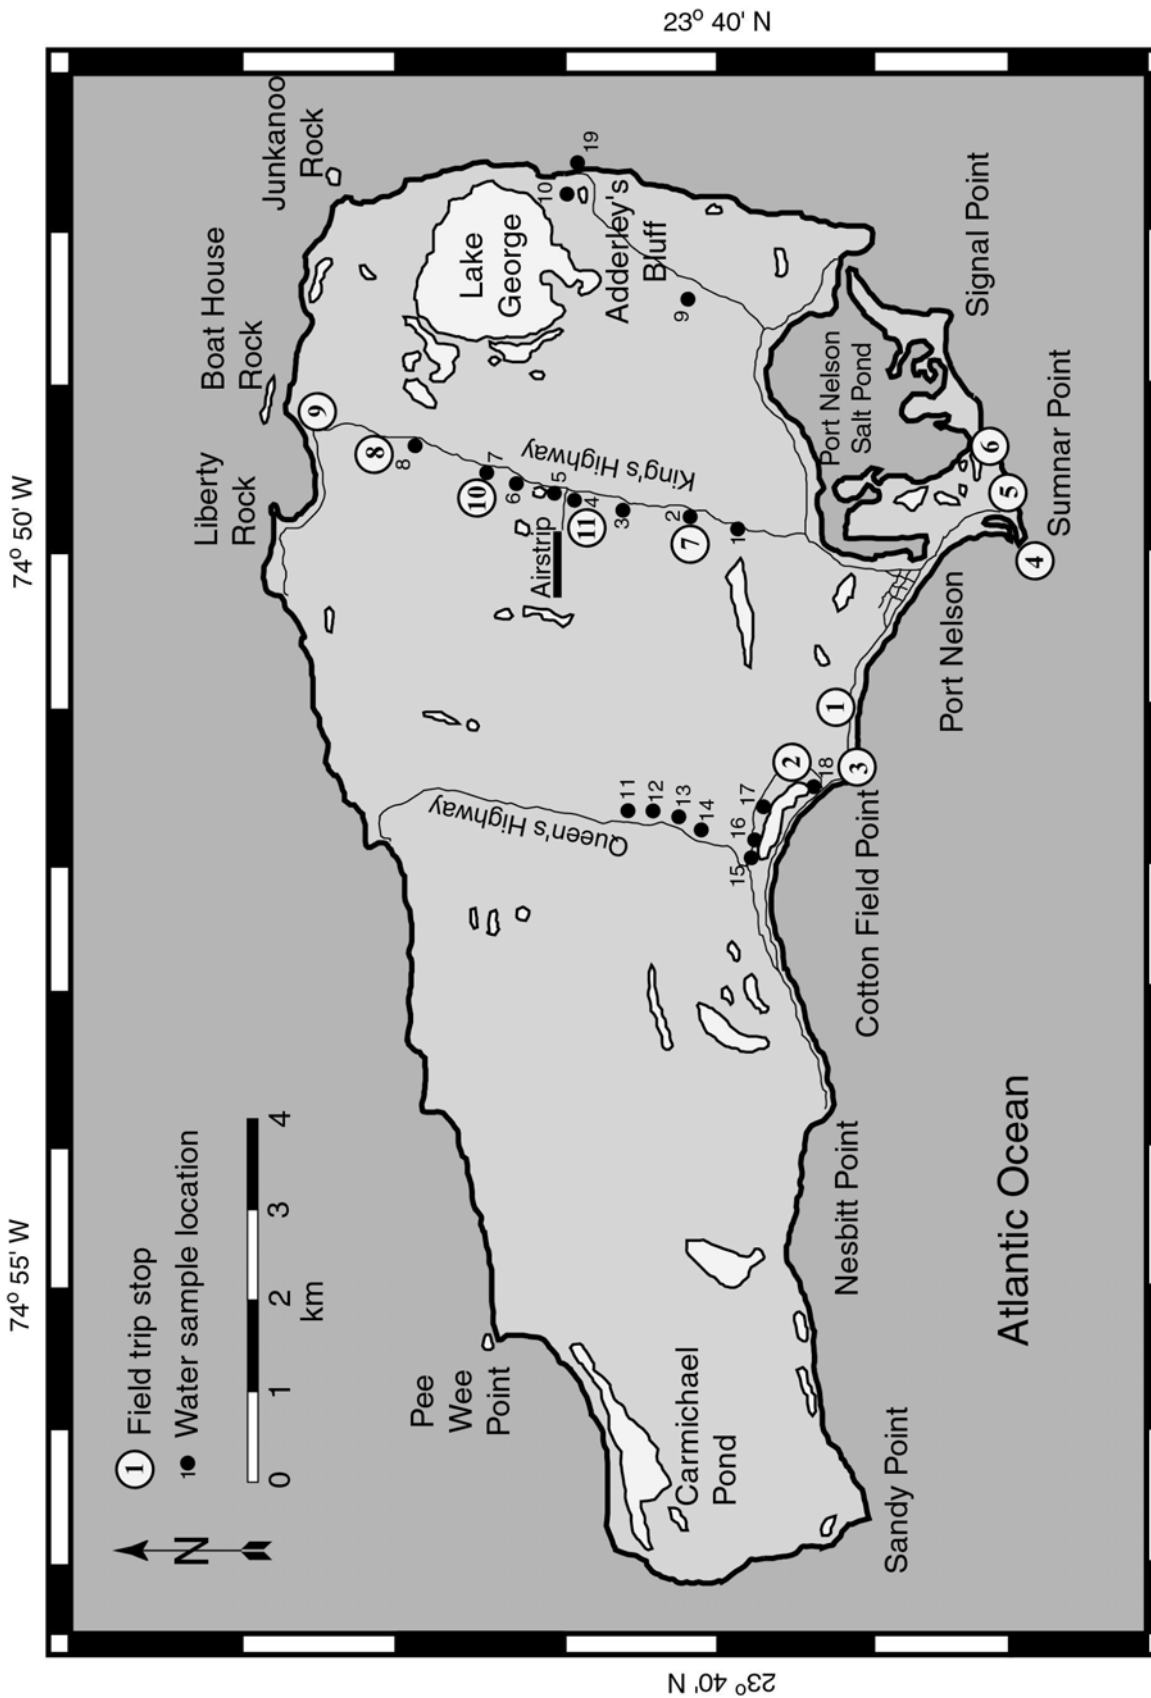 23° 40' N
74° 55' W
74° 50' W
23° 40' N
N
1 Field trip stop
1 Water sample location
0 1 2 3 4
km
Liberty
Rock
Boat House
Rock
Junkanoo
Rock
Pee
Wee
Point
Carmichael
Pond
Sandy Point
Nesbitt Point
Atlantic Ocean
Cotton Field Point
Port Nelson
Sumnar Point
Signal Point
Port Nelson
Salt Pond
Lake
George
Adderley's
Bluff
Airstrip
King's Highway
Queen's Highway
1
2
3
4
5
6
7
8
9
10
11
1
2
3
4
5
6
7
8
9
10
11
12
13
14
15
16
17
18
19